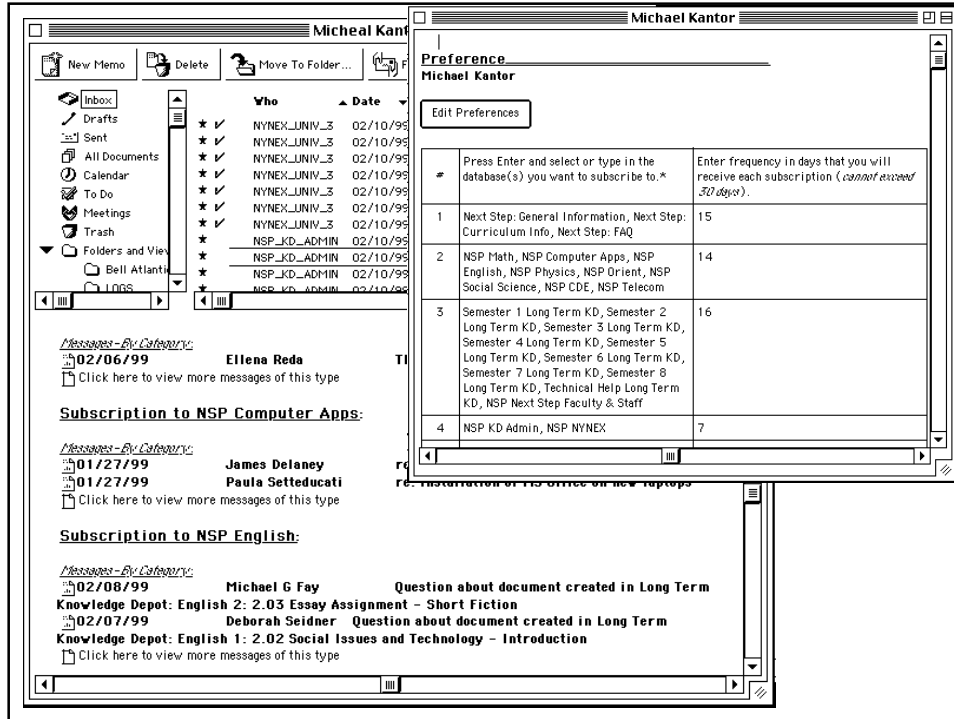 Micheal Kant
New Memo Delete Move To Folder... F
Inbox
Drafts
Sent
All Documents
Calendar
To Do
Meetings
Trash
Folders and View
Bell Atlanti
LOGS
Who Date
NYNEX_UNIV_3 02/10/99
NYNEX_UNIV_3 02/10/99
NYNEX_UNIV_3 02/10/99
NYNEX_UNIV_3 02/10/99
NYNEX_UNIV_3 02/10/99
NYNEX_UNIV_3 02/10/99
NYNEX_UNIV_3 02/10/99
NSP_KD_ADMIN 02/10/99
NSP_KD_ADMIN 02/10/99
NSP_KD_ADMIN 02/10/99
NSP_KD_ADMIN 02/10/99
Messages-By Category:
02/06/99 Ellena Reda
Click here to view more messages of this type
Subscription to NSP Computer Apps:
Messages-By Category:
01/27/99 James Delaney re
01/27/99 Paula Setteducati re: Installation of MS Office on new laptops
Click here to view more messages of this type
Subscription to NSP English:
Messages-By Category:
02/08/99 Michael G Fay Question about document created in Long Term
Knowledge Depot: English 2: 2.03 Essay Assignment - Short Fiction
02/07/99 Deborah Seidner Question about document created in Long Term
Knowledge Depot: English 1: 2.02 Social Issues and Technology - Introduction
Click here to view more messages of this type
Michael Kantor
Preference
Michael Kantor
Edit Preferences
# Press Enter and select or type in the
database(s) you want to subscribe to.*
Enter frequency in days that you will
receive each subscription (cannot exceed
30 days).
1 Next Step: General Information, Next Step: 15
Curriculum Info, Next Step: FAQ
2 NSP Math, NSP Computer Apps, NSP 14
English, NSP Physics, NSP Orient, NSP
Social Science, NSP CDE, NSP Telecom
3 Semester 1 Long Term KD, Semester 2 16
Long Term KD, Semester 3 Long Term KD,
Semester 4 Long Term KD, Semester 5
Long Term KD, Semester 6 Long Term KD,
Semester 7 Long Term KD, Semester 8
Long Term KD, Technical Help Long Term
KD, NSP Next Step Faculty & Staff
4 NSP KD Admin, NSP NYNEX 7